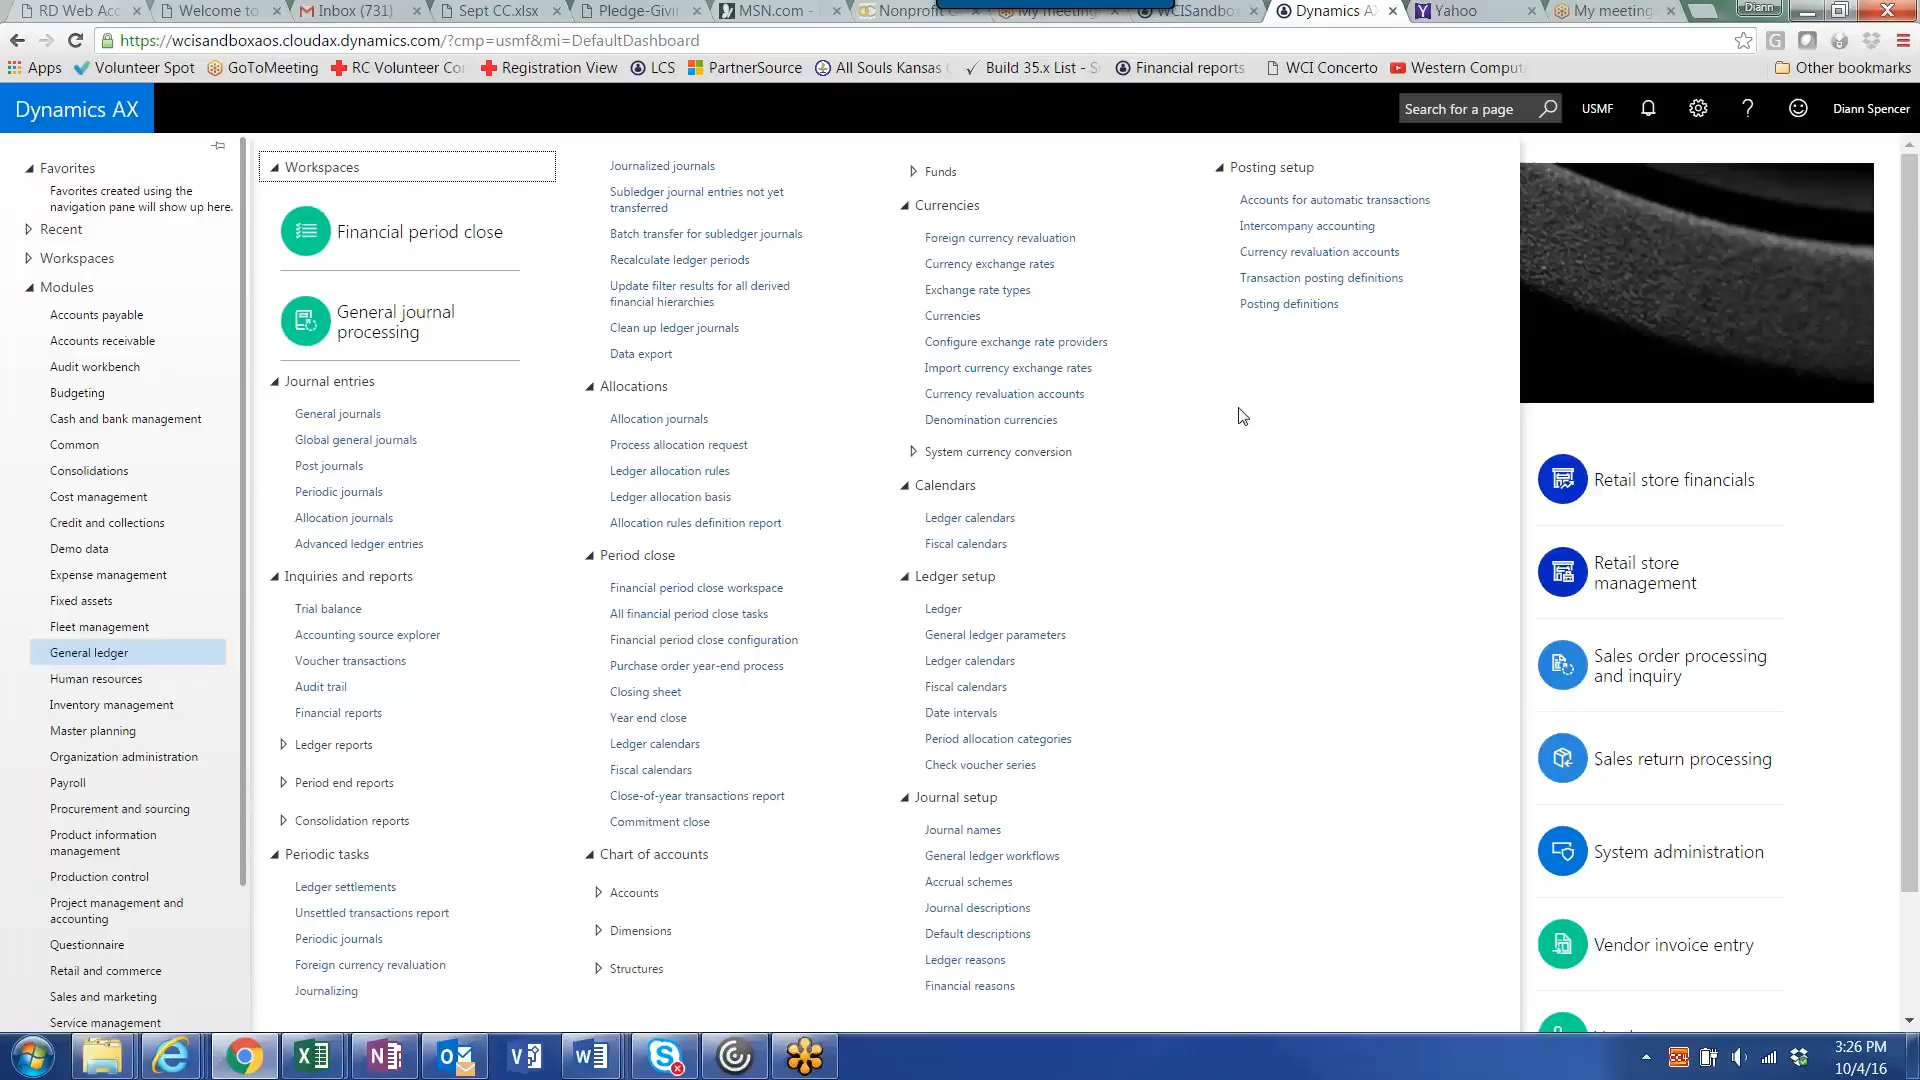 RD Web Acc
Welcome to
Inbox (731)
Sept CC.xlsx
Pledge-Givi
MSN.com -
Nonprofit
My meeting
WCISandbo
Dynamics A
Yahoo
My meeting
Diann
https://wcisandboxaos.cloudax.dynamics.com/?cmp=usmf&mi=DefaultDashboard
Apps
Volunteer Spot
GoToMeeting
RC Volunteer Co
Registration View
LCS
PartnerSource
All Souls Kansas
Build 35.x List - S
Financial reports
WCI Concerto
Western Comput
Other bookmarks
Dynamics AX
Search for a page
USMF
Diann Spencer
Favorites
Favorites created using the
navigation pane will show up here.
Recent
Workspaces
Modules
Accounts payable
Accounts receivable
Audit workbench
Budgeting
Cash and bank management
Common
Consolidations
Cost management
Credit and collections
Demo data
Expense management
Fixed assets
Fleet management
General ledger
Human resources
Inventory management
Master planning
Organization administration
Payroll
Procurement and sourcing
Product information
management
Production control
Project management and
accounting
Questionnaire
Retail and commerce
Sales and marketing
Service management
Workspaces
Financial period close
General journal
processing
Journal entries
General journals
Global general journals
Post journals
Periodic journals
Allocation journals
Advanced ledger entries
Inquiries and reports
Trial balance
Accounting source explorer
Voucher transactions
Audit trail
Financial reports
Ledger reports
Period end reports
Consolidation reports
Periodic tasks
Ledger settlements
Unsettled transactions report
Periodic journals
Foreign currency revaluation
Journalizing
Journalized journals
Subledger journal entries not yet
transferred
Batch transfer for subledger journals
Recalculate ledger periods
Update filter results for all derived
financial hierarchies
Clean up ledger journals
Data export
Allocations
Allocation journals
Process allocation request
Ledger allocation rules
Ledger allocation basis
Allocation rules definition report
Period close
Financial period close workspace
All financial period close tasks
Financial period close configuration
Purchase order year-end process
Closing sheet
Year end close
Ledger calendars
Fiscal calendars
Close-of-year transactions report
Commitment close
Chart of accounts
Accounts
Dimensions
Structures
Funds
Currencies
Foreign currency revaluation
Currency exchange rates
Exchange rate types
Currencies
Configure exchange rate providers
Import currency exchange rates
Currency revaluation accounts
Denomination currencies
System currency conversion
Calendars
Ledger calendars
Fiscal calendars
Ledger setup
Ledger
General ledger parameters
Ledger calendars
Fiscal calendars
Date intervals
Period allocation categories
Check voucher series
Journal setup
Journal names
General ledger workflows
Accrual schemes
Journal descriptions
Default descriptions
Ledger reasons
Financial reasons
Posting setup
Accounts for automatic transactions
Intercompany accounting
Currency revaluation accounts
Transaction posting definitions
Posting definitions
Retail store financials
Retail store
management
Sales order processing
and inquiry
Sales return processing
System administration
Vendor invoice entry
3:26 PM
10/4/16